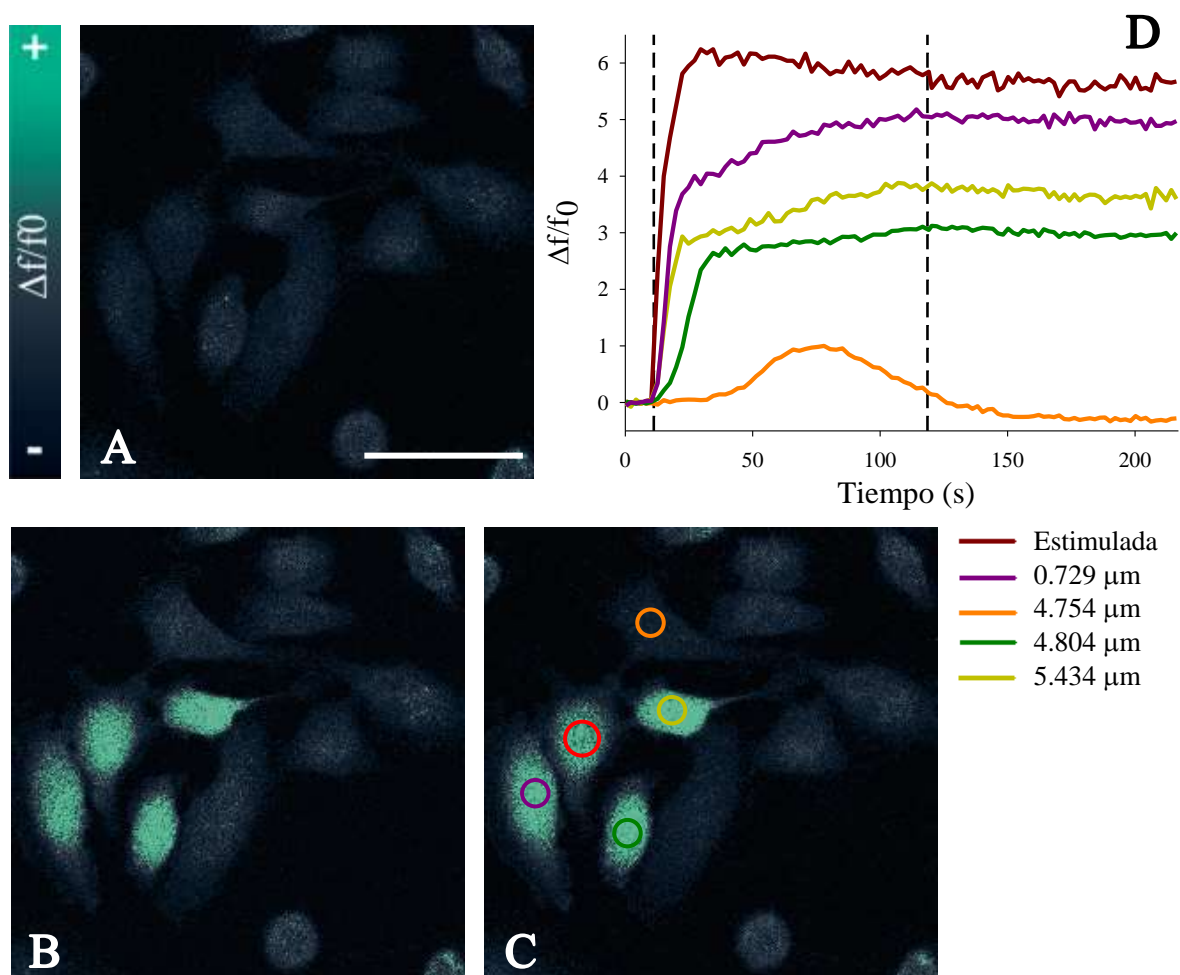 +
Δf/f0
-
A
D
Δf/f0
6
5
4
3
2
1
0
0 50 100 150 200
Tiempo (s)
B
C
Estimulada
0.729 μm
4.754 μm
4.804 μm
5.434 μm